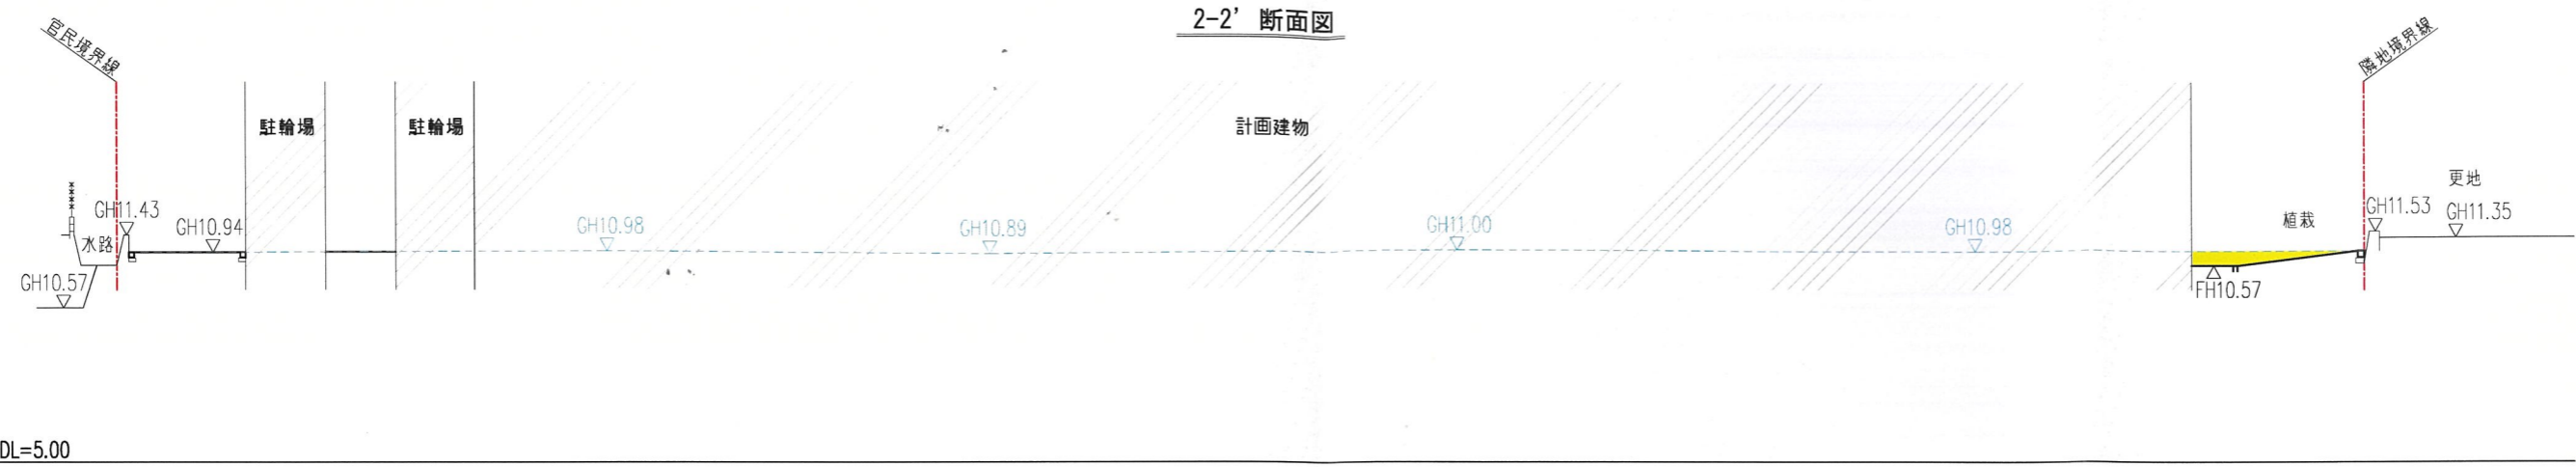 2-2’ 断面図
官民境界線
隣地境界線
駐輪場
駐輪場
計画建物
更地
植栽
水路
GH11.43
GH10.94
GH10.98
GH10.89
GH11.00
GH10.98
GH11.53
GH11.35
GH10.57
FH10.57
DL=5.00